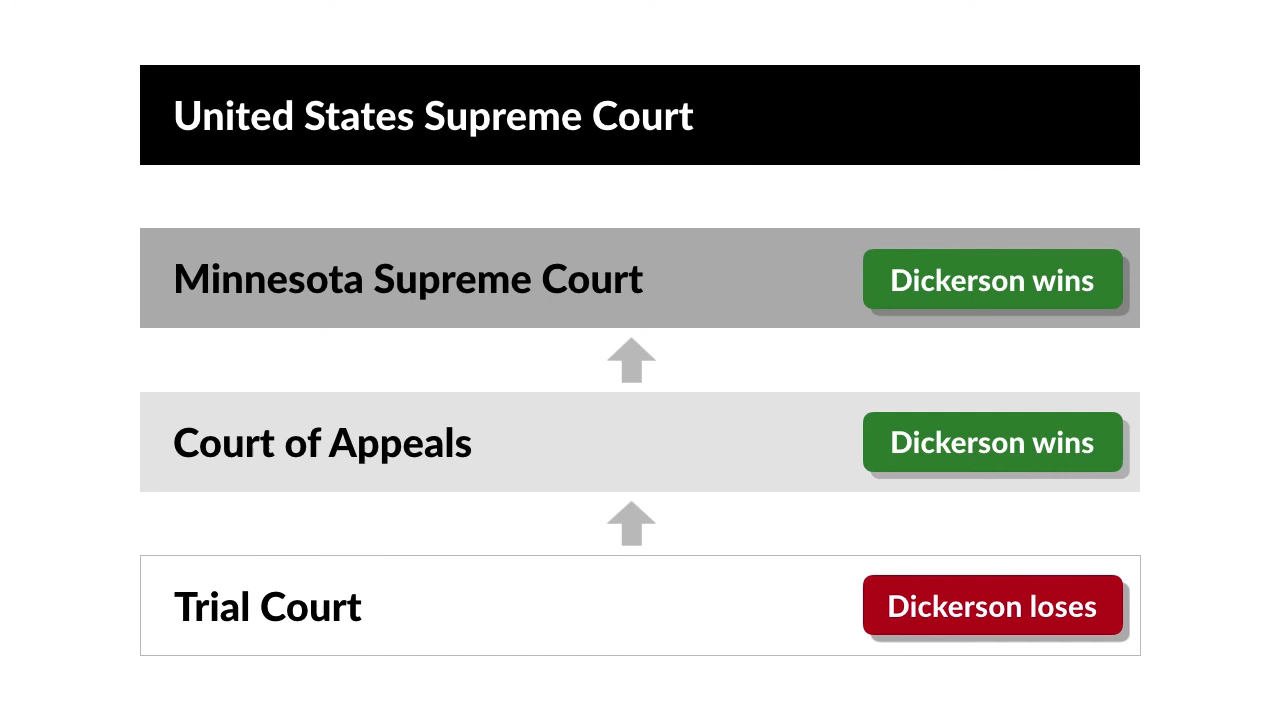 United States Supreme Court
Minnesota Supreme Court
Dickerson wins
Court of Appeals
Dickerson wins
Trial Court
Dickerson loses